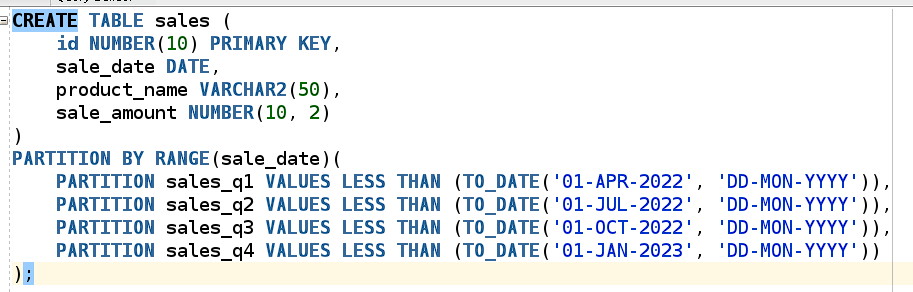 CREATE TABLE sales (
    id NUMBER(10) PRIMARY KEY,
    sale_date DATE,
    product_name VARCHAR2(50),
    sale_amount NUMBER(10, 2)
)
PARTITION BY RANGE(sale_date)(
    PARTITION sales_q1 VALUES LESS THAN (TO_DATE('01-APR-2022', 'DD-MON-YYYY')),
    PARTITION sales_q2 VALUES LESS THAN (TO_DATE('01-JUL-2022', 'DD-MON-YYYY')),
    PARTITION sales_q3 VALUES LESS THAN (TO_DATE('01-OCT-2022', 'DD-MON-YYYY')),
    PARTITION sales_q4 VALUES LESS THAN (TO_DATE('01-JAN-2023', 'DD-MON-YYYY'))
);